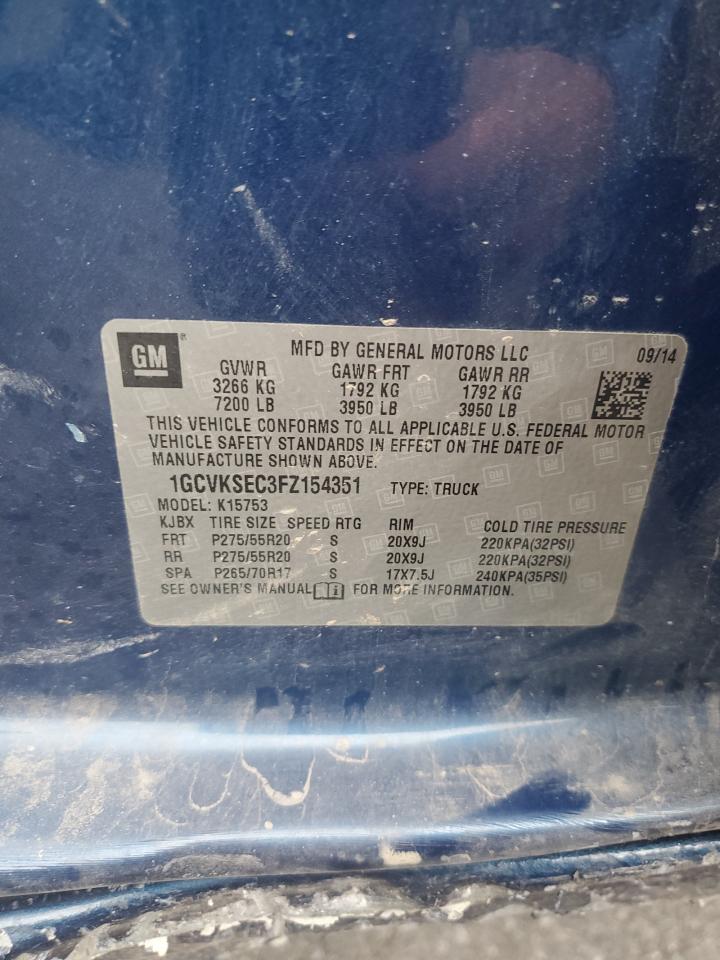 GM MFD BY GENERAL MOTORS LLC 09/14
GVWR GAWR FRT GAWR RR
3266 KG 1792 KG 1792 KG
7200 LB 3950 LB 3950 LB
THIS VEHICLE CONFORMS TO ALL APPLICABLE U.S. FEDERAL MOTOR
VEHICLE SAFETY STANDARDS IN EFFECT ON THE DATE OF
MANUFACTURE SHOWN ABOVE.
1GCVKSEC3FZ154351 TYPE: TRUCK
MODEL: K15753
KJBX TIRE SIZE SPEED RTG RIM COLD TIRE PRESSURE
FRT P275/55R20 S 20X9J 220KPA(32PSI)
RR P275/55R20 S 20X9J 220KPA(32PSI)
SPA P265/70R17 S 17X7.5J 240KPA(35PSI)
SEE OWNER'S MANUAL FOR MORE INFORMATION.